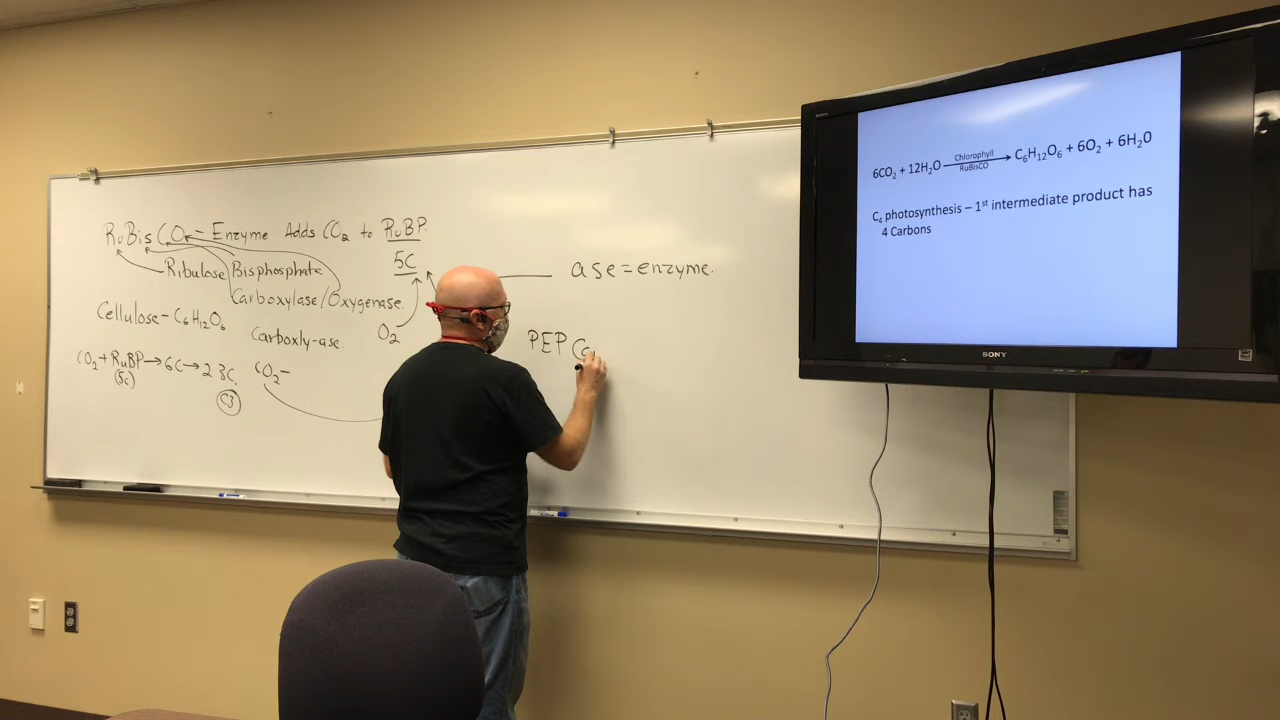 RuBisCO - Enzyme Adds CO₂ to RuBP.
5C
Ribulose Bisphosphate
Carboxylase/Oxygenase.
Cellulose - C₆H₁₂O₆
Carboxly-ase
O₂
CO₂ + RuBP → 6C → 2 3C.
(5C)
C3
CO₂-
ase = enzyme.
PEP Ca
6CO₂ + 12H₂O Chlorophyll RuBisCO → C₆H₁₂O₆ + 6O₂ + 6H₂O
C₄ photosynthesis – 1ˢᵗ intermediate product has
4 Carbons
SONY